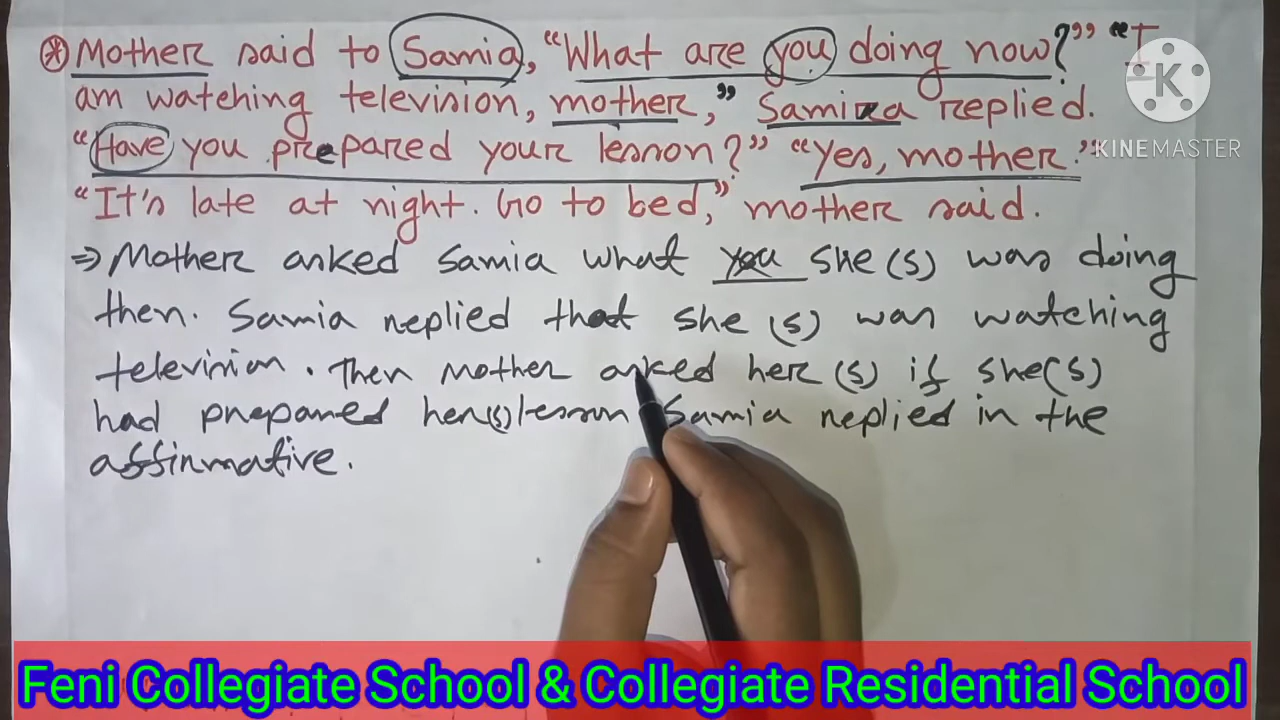 * Mother said to Samia, "What are you doing now?" "I
am watching television, mother," Samia replied.
"Have you prepared your lesson?" "Yes, mother."
"It's late at night. Go to bed," mother said.
⇒ Mother asked Samia what you she (s) was doing
then. Samia replied that she (s) was watching
television. Then Mother asked her (s) if she (s)
had prepared her (s) lesson Samia replied in the
affirmative.
K
KINEMASTER
Feni Collegiate School & Collegiate Residential School